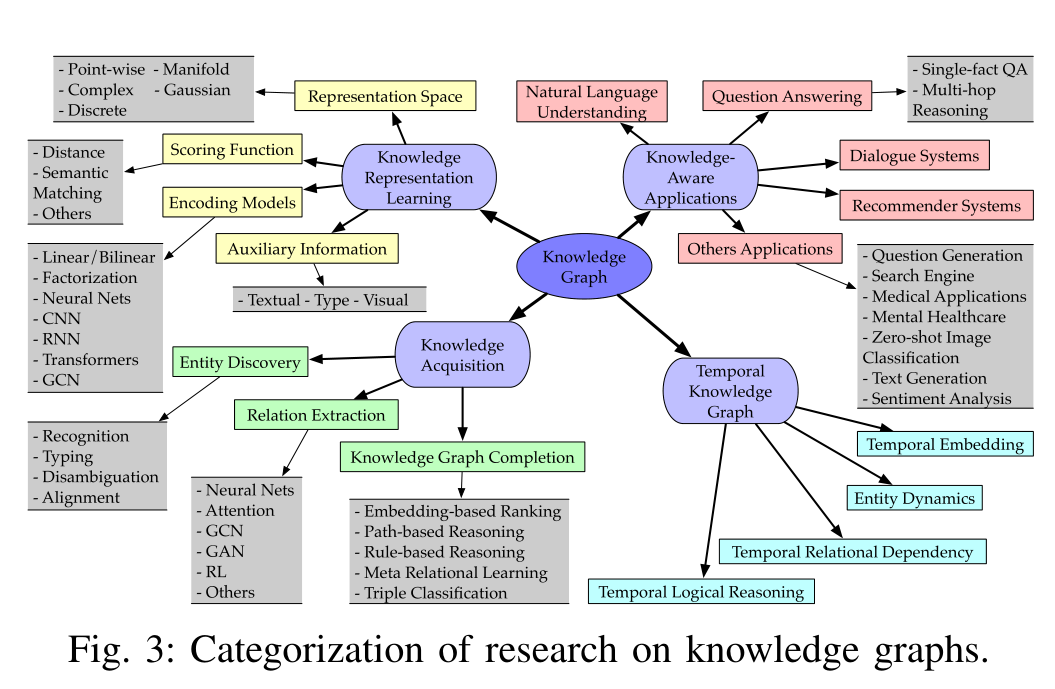 - Point-wise - Manifold
- Complex - Gaussian
- Discrete
Representation Space
Natural Language
Understanding
Question Answering
- Single-fact QA
- Multi-hop
Reasoning
- Distance
- Semantic
Matching
- Others
Scoring Function
Encoding Models
Knowledge
Representation
Learning
Knowledge-
Aware
Applications
Dialogue Systems
Recommender Systems
Auxiliary Information
Knowledge
Graph
Others Applications
- Linear/Bilinear
- Factorization
- Neural Nets
- CNN
- RNN
- Transformers
- GCN
- Textual - Type - Visual
- Question Generation
- Search Engine
- Medical Applications
- Mental Healthcare
- Zero-shot Image
Classification
- Text Generation
- Sentiment Analysis
Entity Discovery
Knowledge
Acquisition
Temporal
Knowledge
Graph
Relation Extraction
Knowledge Graph Completion
Temporal Embedding
- Recognition
- Typing
- Disambiguation
- Alignment
- Neural Nets
- Attention
- GCN
- GAN
- RL
- Others
- Embedding-based Ranking
- Path-based Reasoning
- Rule-based Reasoning
- Meta Relational Learning
- Triple Classification
Entity Dynamics
Temporal Relational Dependency
Temporal Logical Reasoning
Fig. 3: Categorization of research on knowledge graphs.